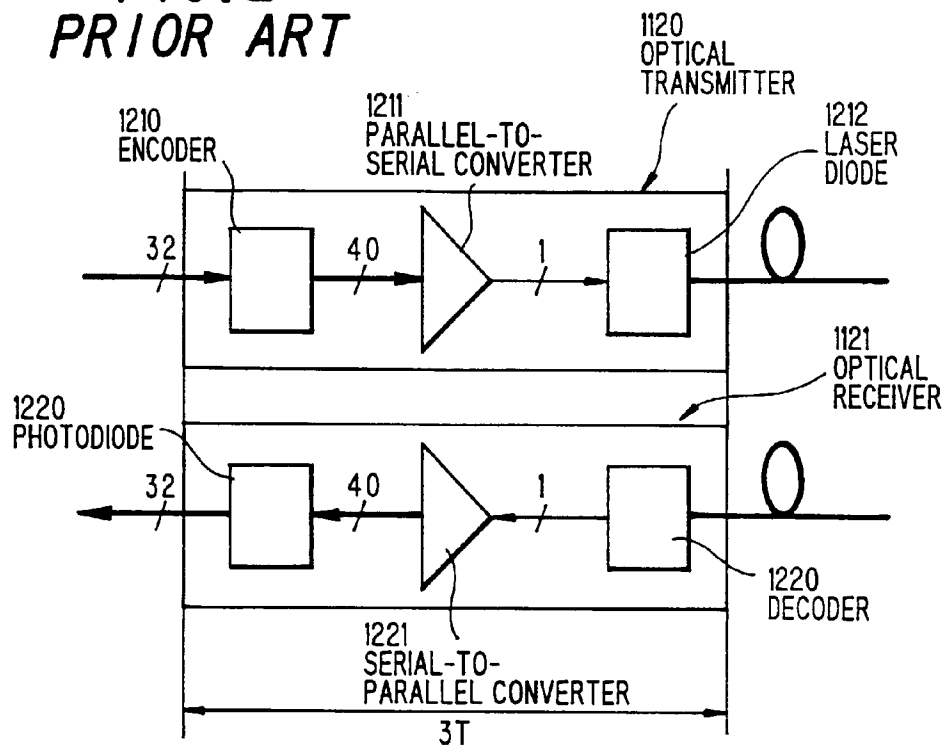 PRIOR ART
1120
OPTICAL
TRANSMITTER
1211
PARALLEL-TO-
SERIAL CONVERTER
1210
ENCODER
1212
LASER
DIODE
32
40
1
1121
OPTICAL
RECEIVER
1220
PHOTODIODE
32
40
1
1220
DECODER
1221
SERIAL-TO-
PARALLEL CONVERTER
3T